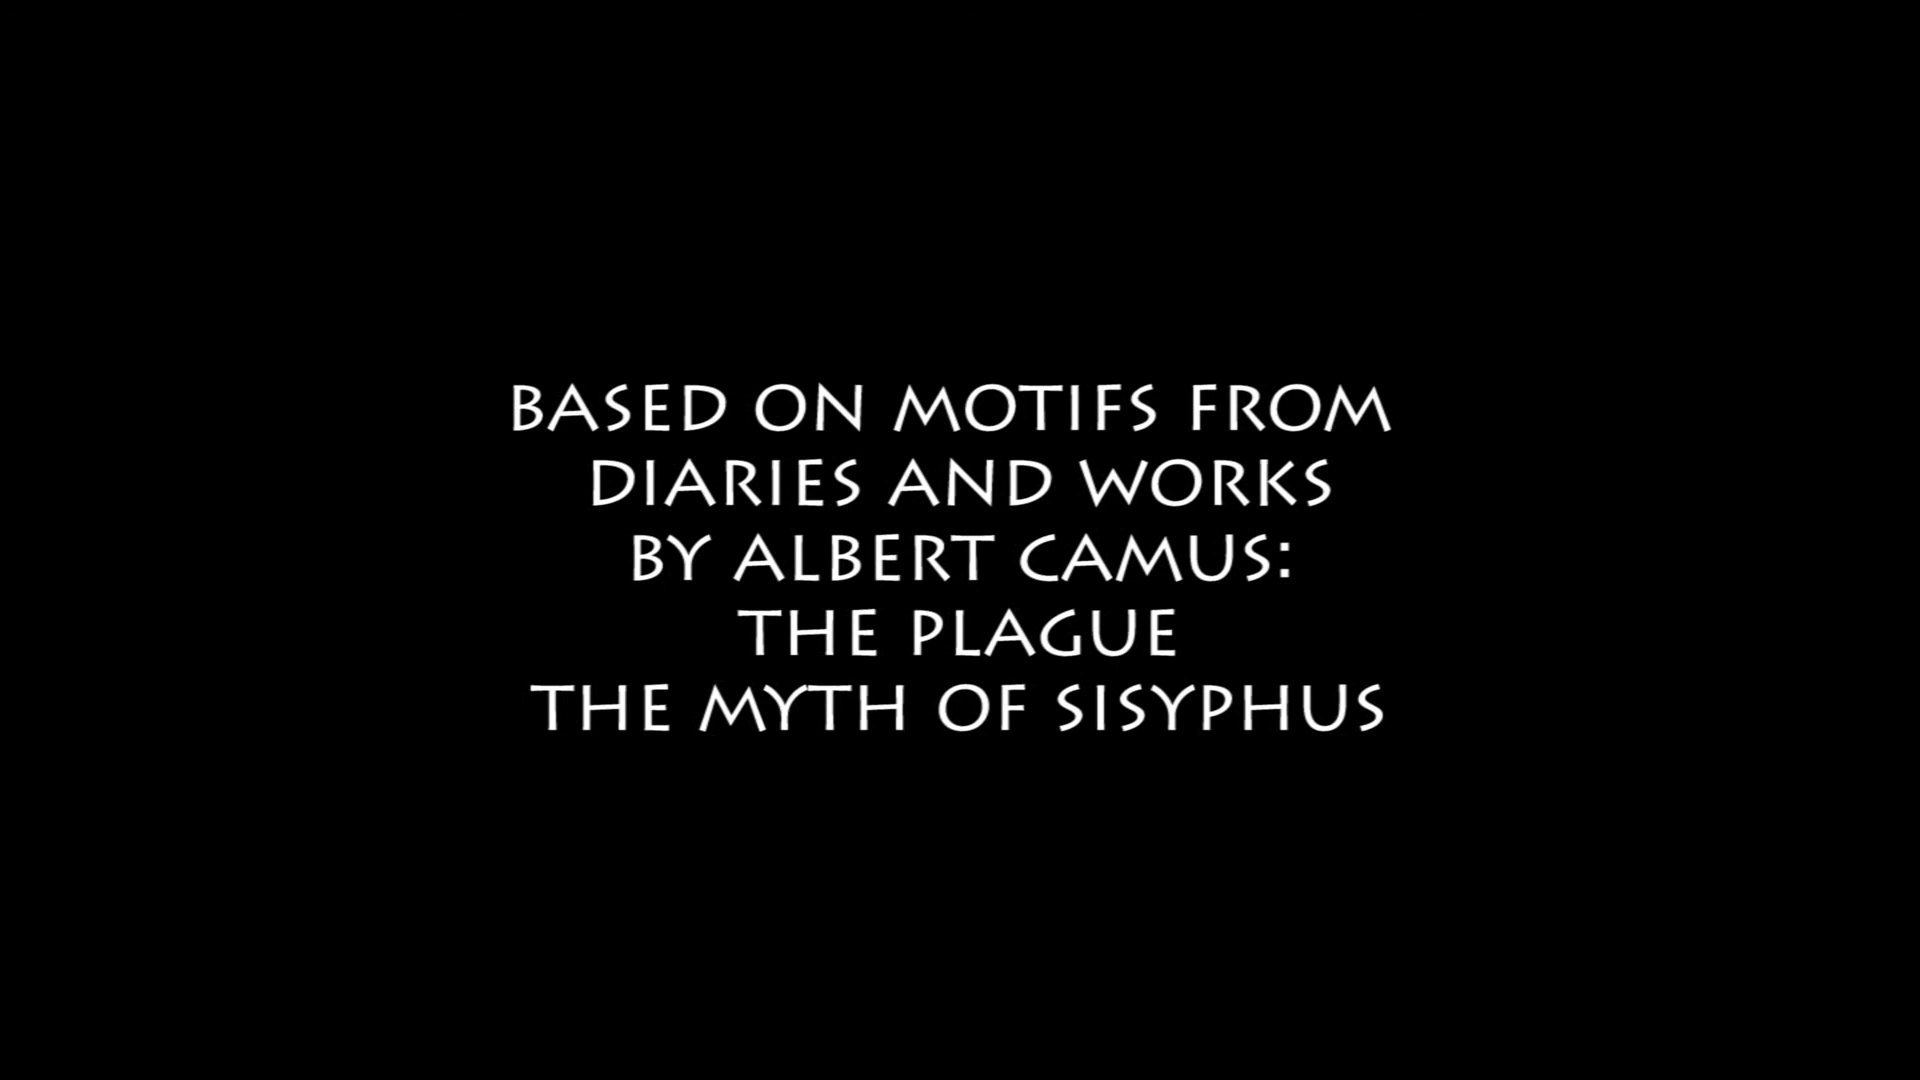 BASED ON MOTIFS FROM
DIARIES AND WORKS
BY ALBERT CAMUS:
THE PLAGUE
THE MYTH OF SISYPHUS